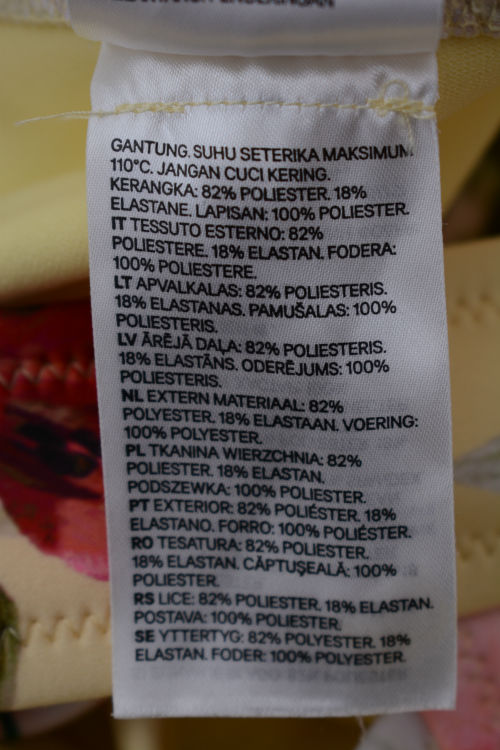 GANTUNG. SUHU SETERIKA MAKSIMUM
110°C. JANGAN CUCI KERING.
KERANGKA: 82% POLIESTER. 18%
ELASTANE. LAPISAN: 100% POLIESTER.
IT TESSUTO ESTERNO: 82%
POLIESTERE. 18% ELASTAN. FODERA:
100% POLIESTERE.
LT APVALKALAS: 82% POLIESTERIS.
18% ELASTANAS. PAMUŠALAS: 100%
POLIESTERIS.
LV ĀRĒJĀ DAĻA: 82% POLIESTERIS.
18% ELASTĀNS. ODERĒJUMS: 100%
POLIESTERIS.
NL EXTERN MATERIAAL: 82%
POLYESTER. 18% ELASTAAN. VOERING:
100% POLYESTER.
PL TKANINA WIERZCHNIA: 82%
POLIESTER. 18% ELASTAN.
PODSZEWKA: 100% POLIESTER.
PT EXTERIOR: 82% POLIÉSTER. 18%
ELASTANO. FORRO: 100% POLIÉSTER.
RO TESATURA: 82% POLIESTER.
18% ELASTAN. CĂPTUŞEALĂ: 100%
POLIESTER.
RS LICE: 82% POLIESTER. 18% ELASTAN.
POSTAVA: 100% POLIESTER.
SE YTTERTYG: 82% POLYESTER. 18%
ELASTAN. FODER: 100% POLYESTER.